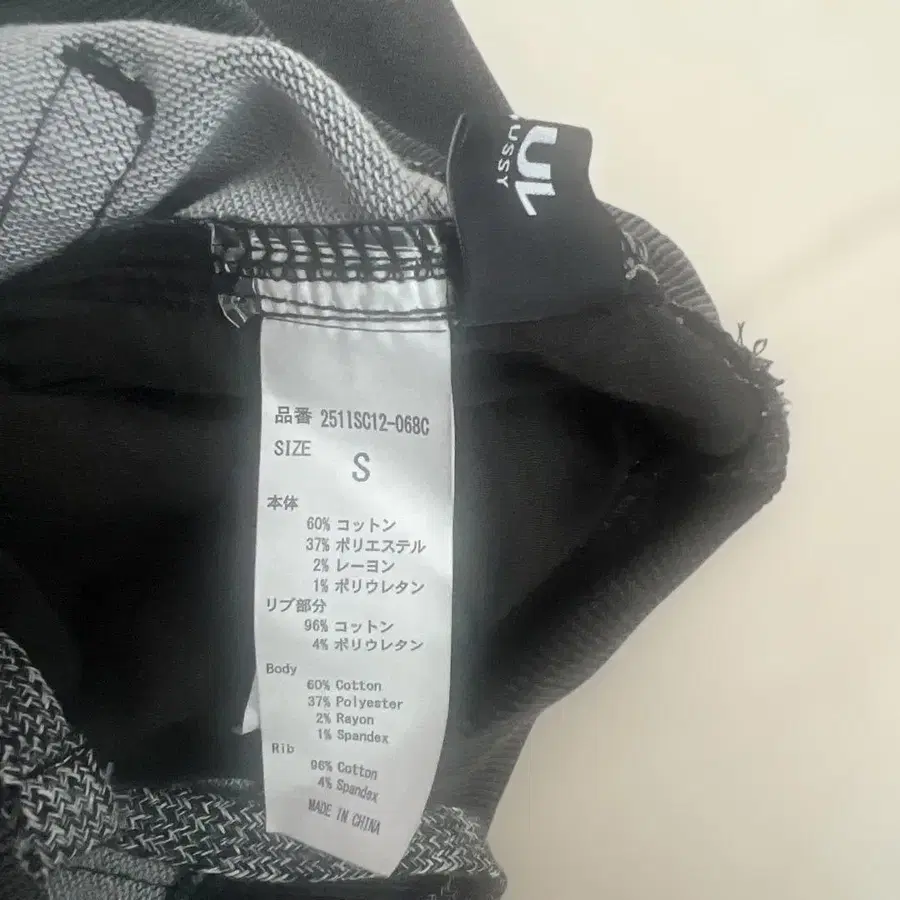 UL
USSY
品番 2511SC12-068C
SIZE
S
本体
60% コットン
37% ポリエステル
2% レーヨン
1% ポリウレタン
リブ部分
96% コットン
4% ポリウレタン
Body
60% Cotton
37% Polyester
2% Rayon
1% Spandex
Rib
96% Cotton
4% Spandex
MADE IN CHINA